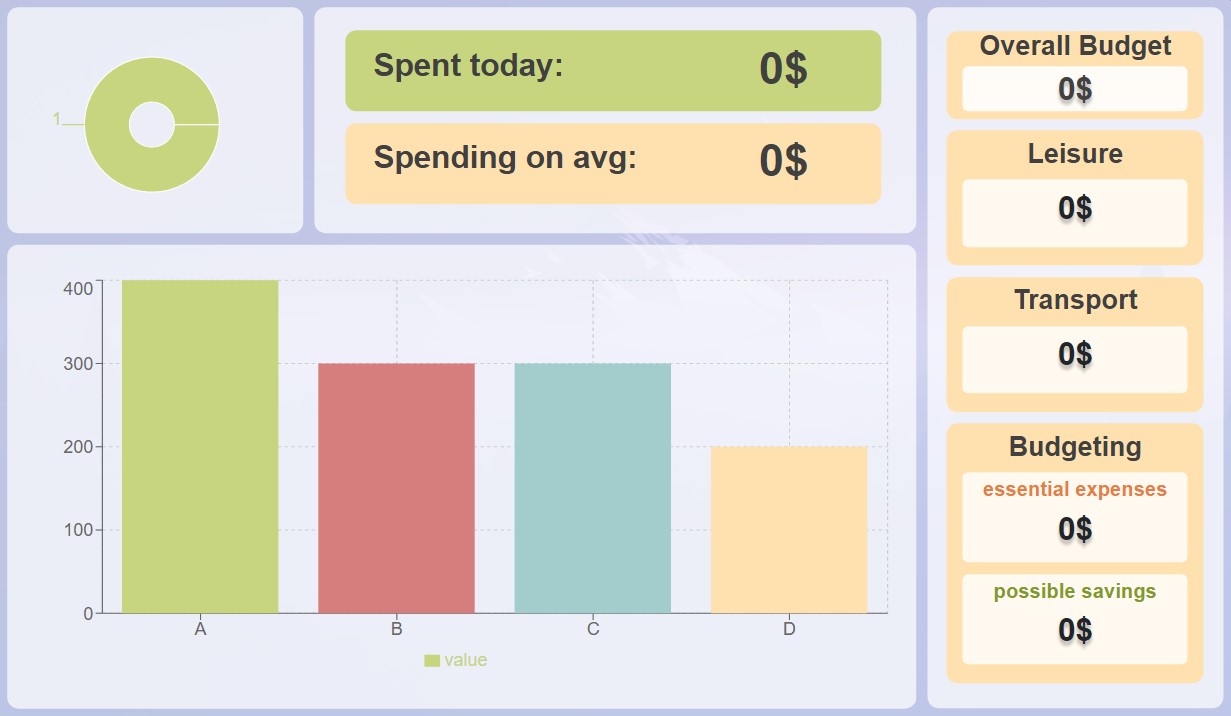 1
Spent today: 0$
Spending on avg: 0$
400
300
200
100
0
A B C D
value
Overall Budget
0$
Leisure
0$
Transport
0$
Budgeting
essential expenses
0$
possible savings
0$